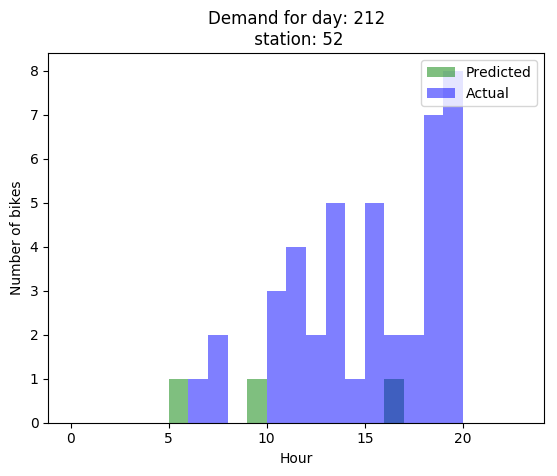 Demand for day: 212
station: 52
Predicted
Actual
8
7
6
5
4
3
2
1
0
Number of bikes
0 5 10 15 20
Hour